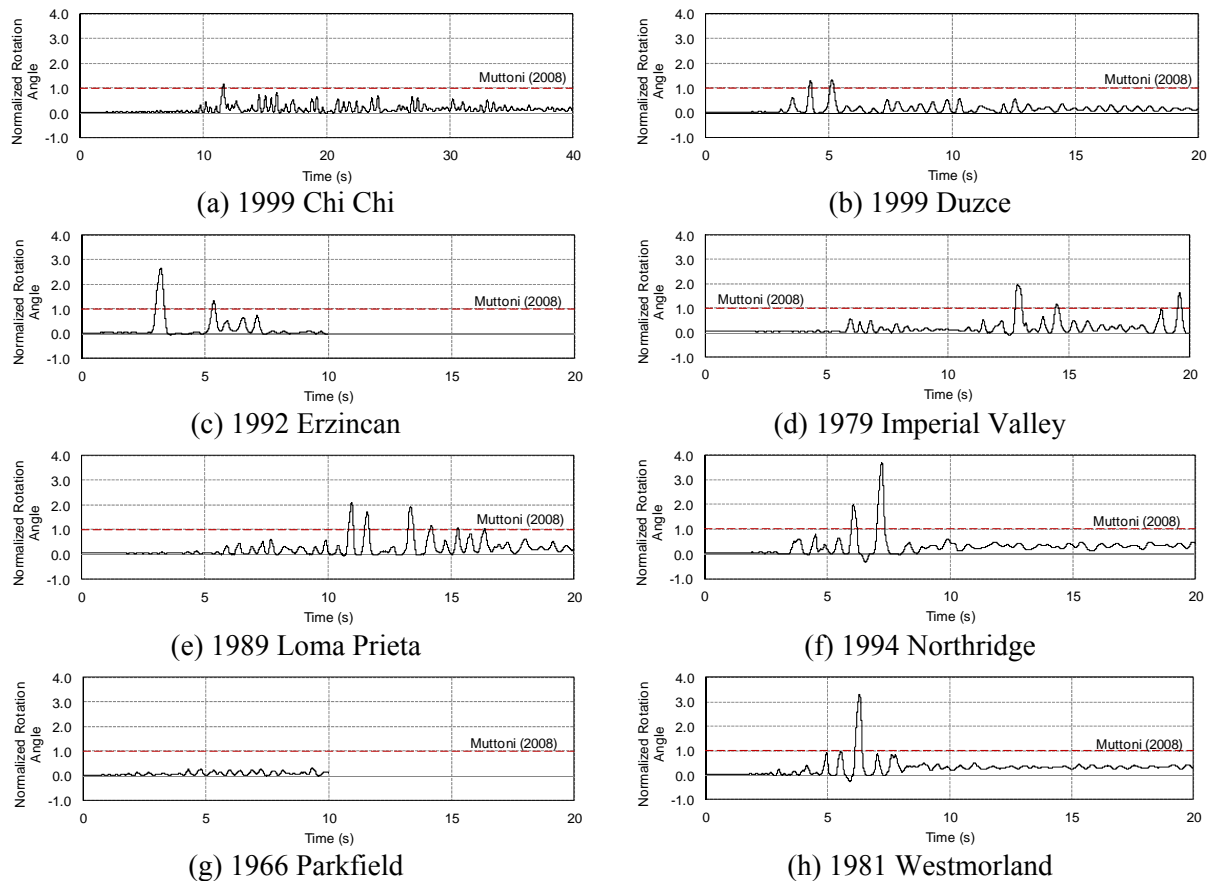 Normalized Rotation
Angle
4.0
3.0
2.0
1.0
0.0
-1.0
Muttoni (2008)
0 10 20 30 40
Time (s)
(a) 1999 Chi Chi
Normalized Rotation
Angle
4.0
3.0
2.0
1.0
0.0
-1.0
Muttoni (2008)
0 5 10 15 20
Time (s)
(b) 1999 Duzce
Normalized Rotation
Angle
4.0
3.0
2.0
1.0
0.0
-1.0
Muttoni (2008)
0 5 10 15 20
Time (s)
(c) 1992 Erzincan
Normalized Rotation
Angle
4.0
3.0
2.0
1.0
0.0
-1.0
Muttoni (2008)
0 5 10 15 20
Time (s)
(d) 1979 Imperial Valley
Normalized Rotation
Angle
4.0
3.0
2.0
1.0
0.0
-1.0
Muttoni (2008)
0 5 10 15 20
Time (s)
(e) 1989 Loma Prieta
Normalized Rotation
Angle
4.0
3.0
2.0
1.0
0.0
-1.0
Muttoni (2008)
0 5 10 15 20
Time (s)
(f) 1994 Northridge
Normalized Rotation
Angle
4.0
3.0
2.0
1.0
0.0
-1.0
Muttoni (2008)
0 5 10 15 20
Time (s)
(g) 1966 Parkfield
Normalized Rotation
Angle
4.0
3.0
2.0
1.0
0.0
-1.0
Muttoni (2008)
0 5 10 15 20
Time (s)
(h) 1981 Westmorland